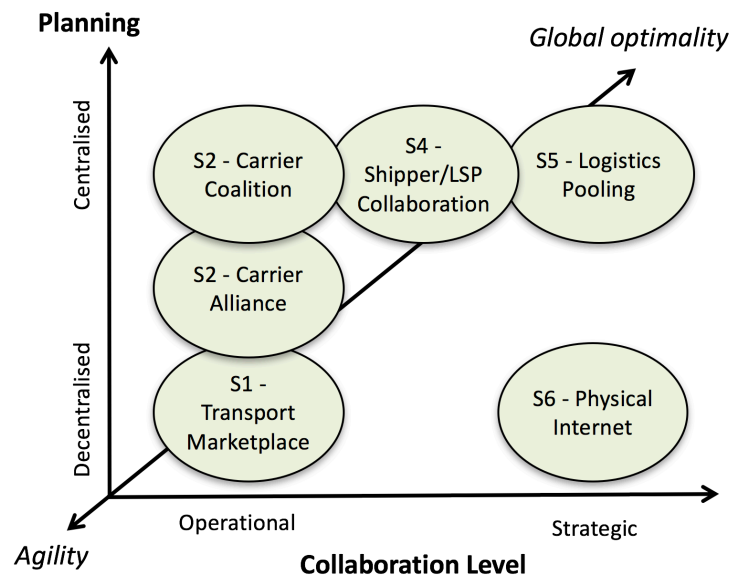 Planning
Global optimality
Centralised
S2 - Carrier
Coalition
S4 -
Shipper/LSP
Collaboration
S5 - Logistics
Pooling
S2 - Carrier
Alliance
Decentralised
S1 -
Transport
Marketplace
S6 - Physical
Internet
Operational
Strategic
Agility
Collaboration Level